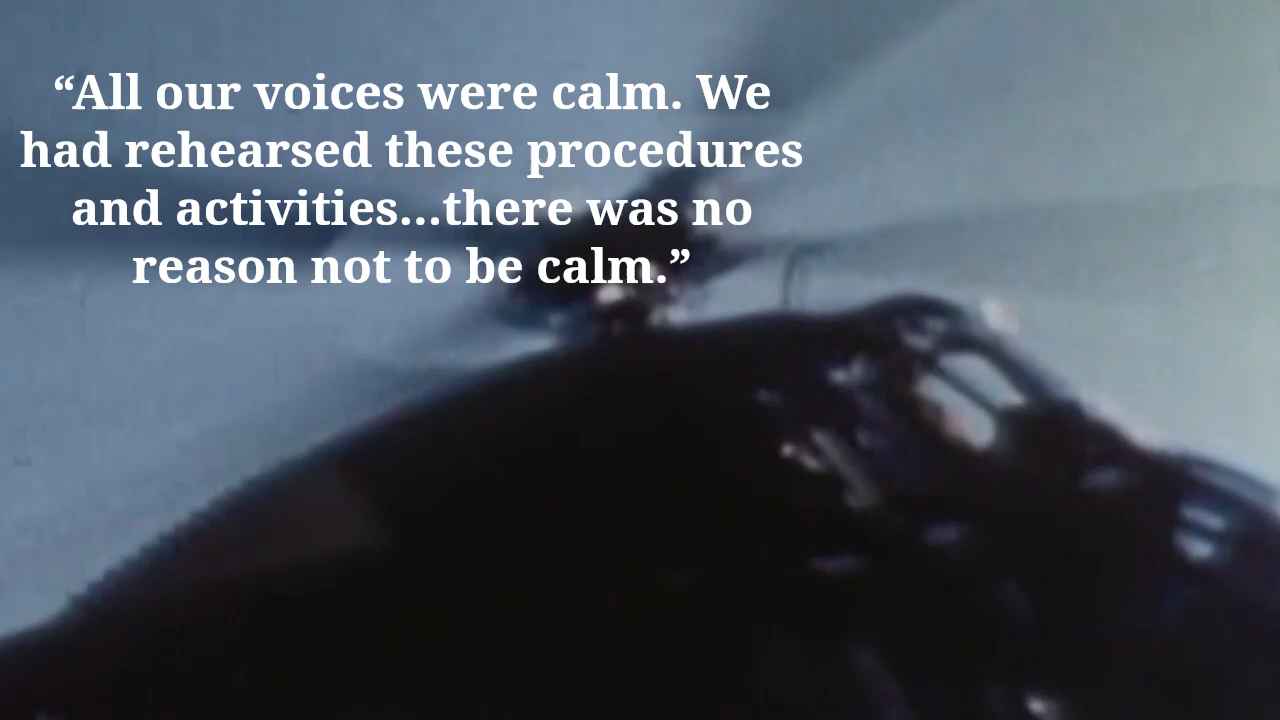 “All our voices were calm. We
had rehearsed these procedures
and activities...there was no
reason not to be calm.”